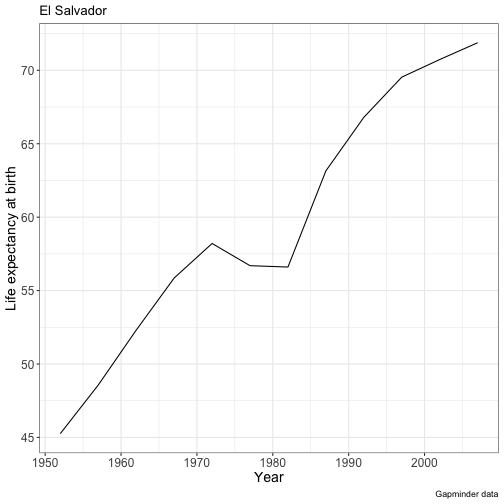 El Salvador
Life expectancy at birth
70
65
60
55
50
45
1950 1960 1970 1980 1990 2000
Year
Gapminder data